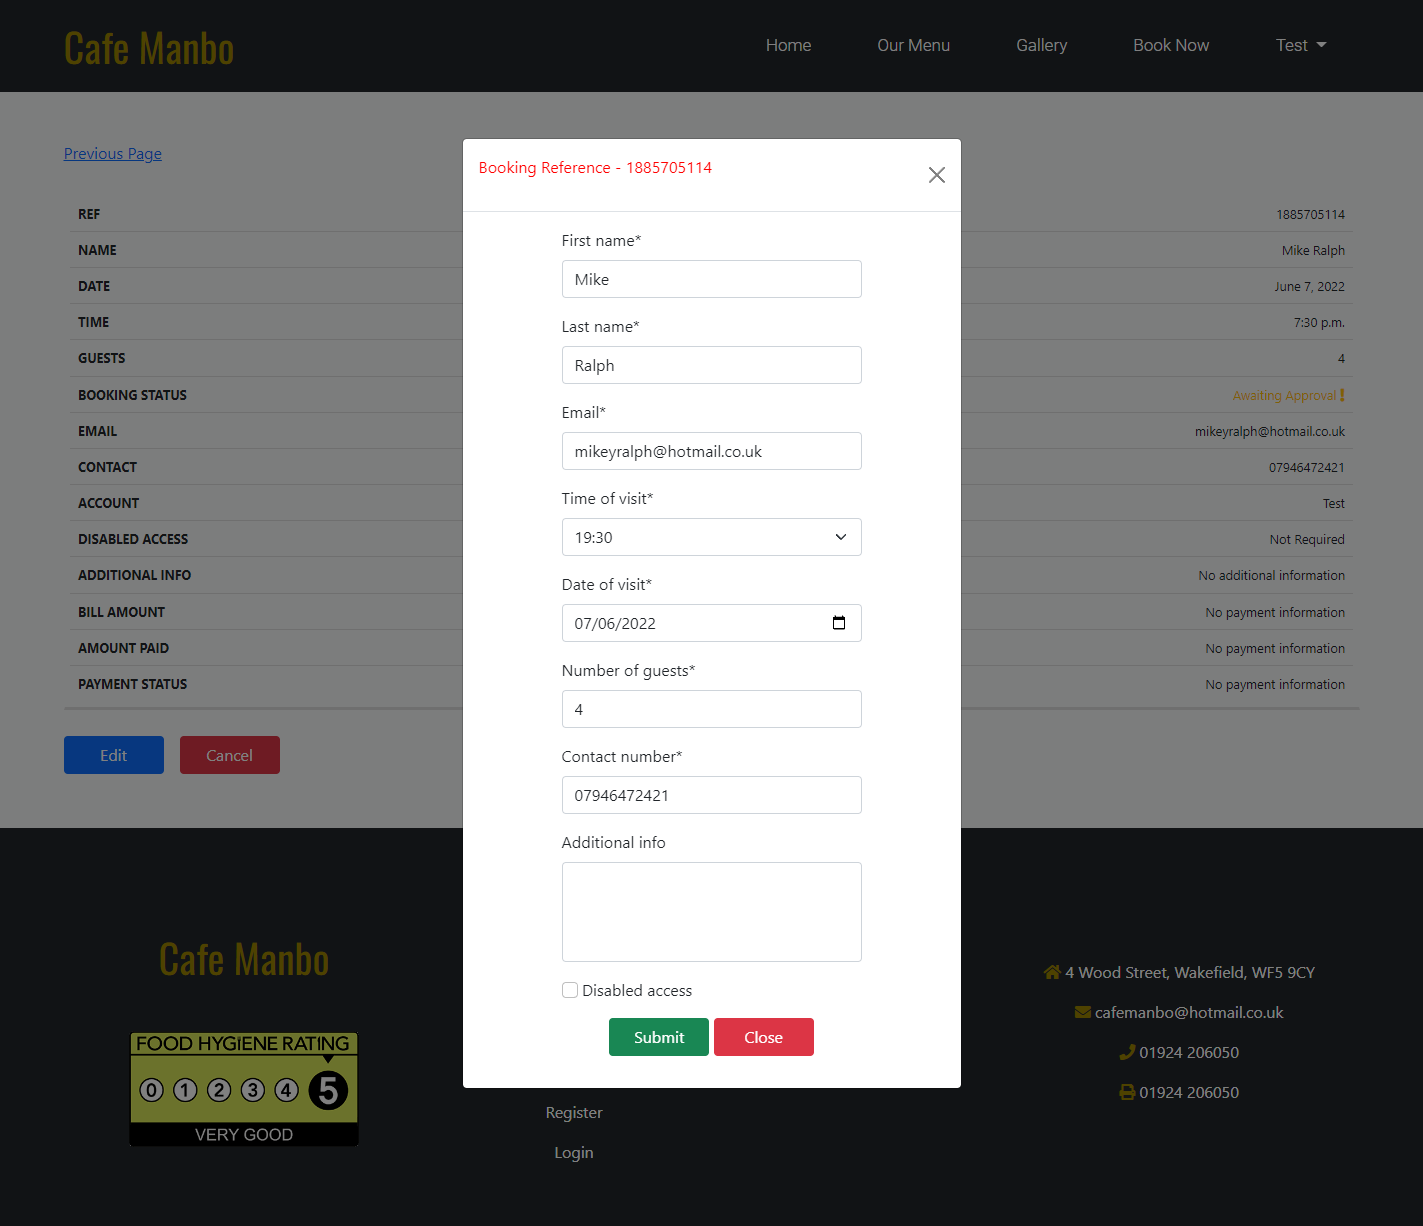 Cafe Manbo
Home Our Menu Gallery Book Now Test
Previous Page
Booking Reference - 1885705114
First name*
Mike
Last name*
Ralph
Email*
mikeyralph@hotmail.co.uk
Time of visit*
19:30
Date of visit*
07/06/2022
Number of guests*
4
Contact number*
07946472421
Additional info
Disabled access
Submit Close
REF 1885705114
NAME Mike Ralph
DATE June 7, 2022
TIME 7:30 p.m.
GUESTS 4
BOOKING STATUS Awaiting Approval!
EMAIL mikeyralph@hotmail.co.uk
CONTACT 07946472421
ACCOUNT Test
DISABLED ACCESS Not Required
ADDITIONAL INFO No additional information
BILL AMOUNT No payment information
AMOUNT PAID No payment information
PAYMENT STATUS No payment information
Edit Cancel
Cafe Manbo
FOOD HYGIENE RATING
0 1 2 3 4 5
VERY GOOD
Register
Login
4 Wood Street, Wakefield, WF5 9CY
cafemanbo@hotmail.co.uk
01924 206050
01924 206050